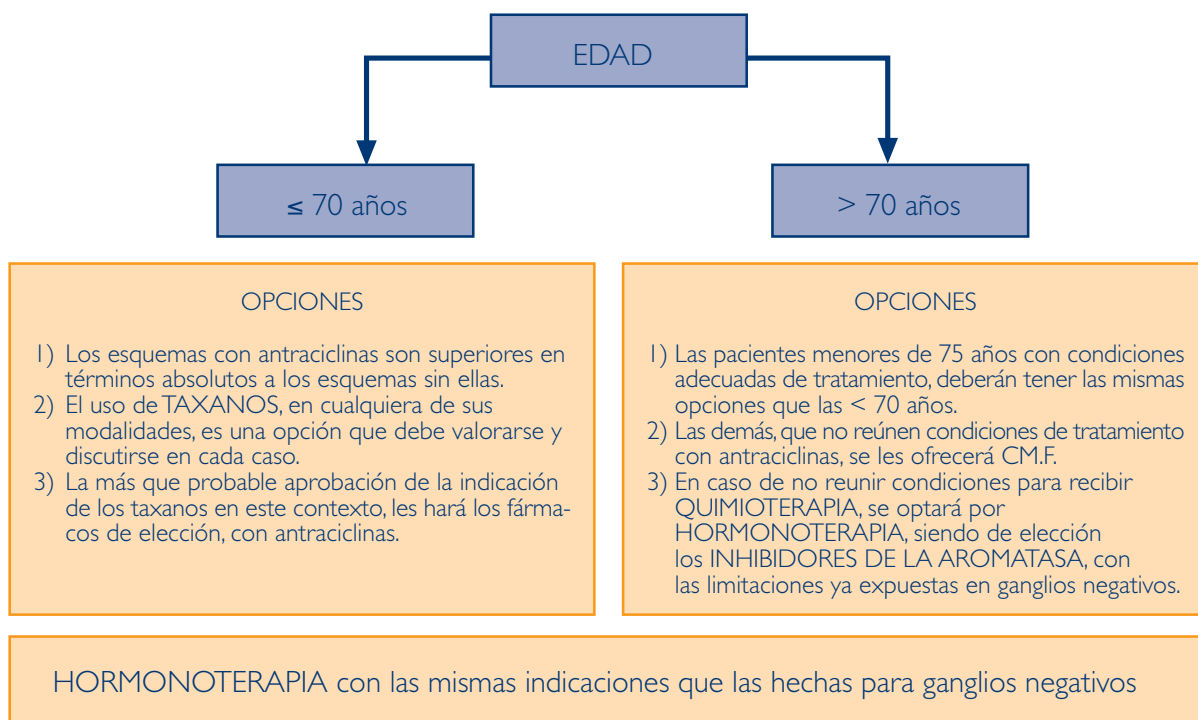 EDAD
≤ 70 años
> 70 años
OPCIONES
1) Los esquemas con antraciclinas son superiores en
términos absolutos a los esquemas sin ellas.
2) El uso de TAXANOS, en cualquiera de sus
modalidades, es una opción que debe valorarse y
discutirse en cada caso.
3) La más que probable aprobación de la indicación
de los taxanos en este contexto, les hará los fárma-
cos de elección, con antraciclinas.
OPCIONES
1) Las pacientes menores de 75 años con condiciones
adecuadas de tratamiento, deberán tener las mismas
opciones que las < 70 años.
2) Las demás, que no reúnen condiciones de tratamiento
con antraciclinas, se les ofrecerá CM.F.
3) En caso de no reunir condiciones para recibir
QUIMIOTERAPIA, se optará por
HORMONOTERAPIA, siendo de elección
los INHIBIDORES DE LA AROMATASA, con
las limitaciones ya expuestas en ganglios negativos.
HORMONOTERAPIA con las mismas indicaciones que las hechas para ganglios negativos